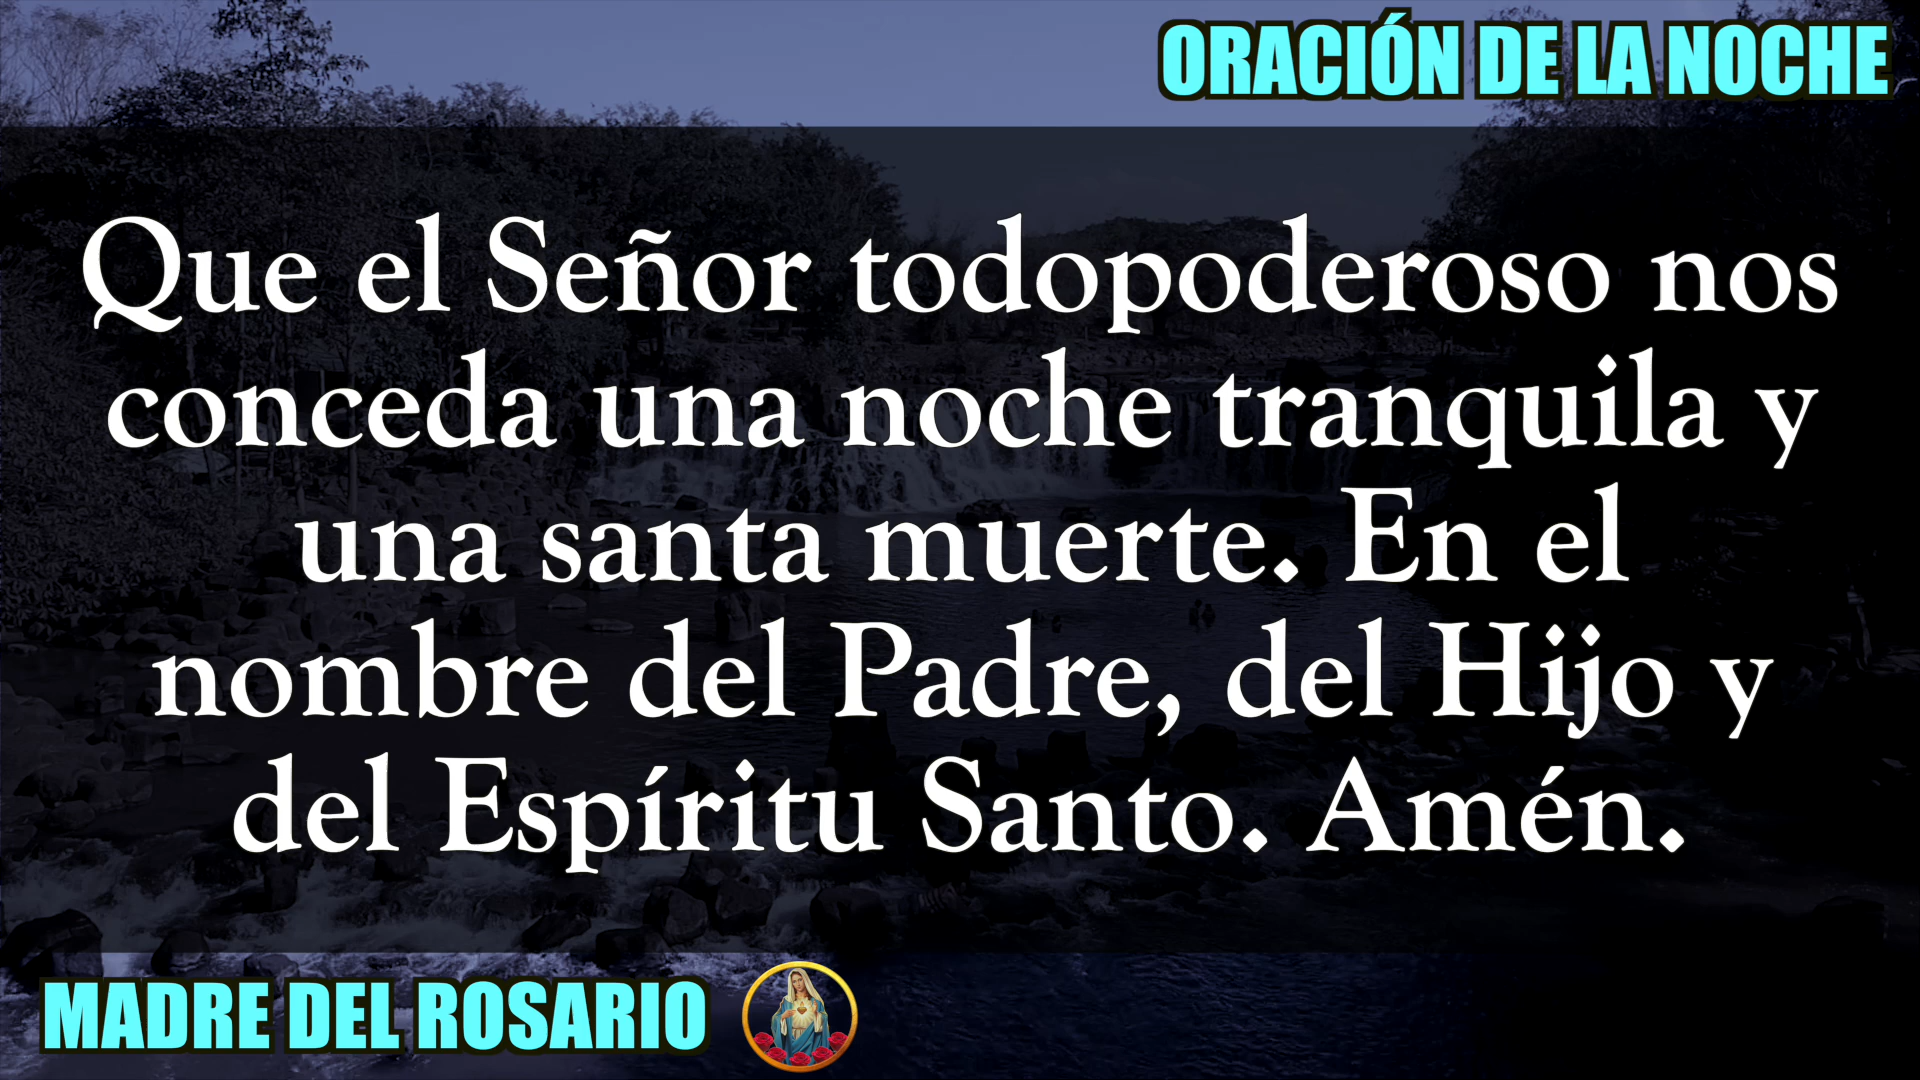 ORACIÓN DE LA NOCHE
Que el Señor todopoderoso nos
conceda una noche tranquila y
una santa muerte. En el
nombre del Padre, del Hijo y
del Espíritu Santo. Amén.
MADRE DEL ROSARIO